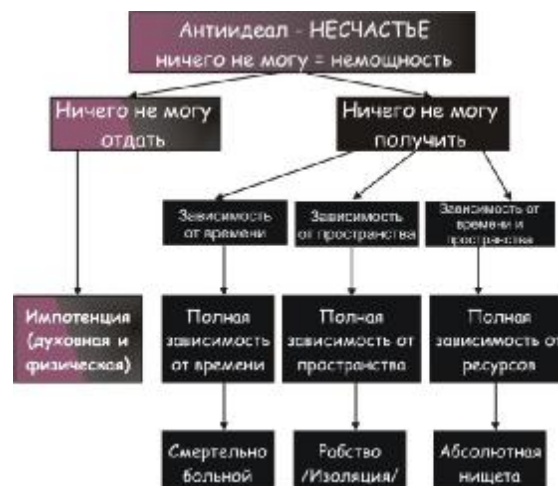 Антиидеал - НЕСЧАСТЬЕ
ничего не могу = немощность
Ничего не могу
отдать
Ничего не могу
получить
Зависимость
от времени
Зависимость
от пространства
Зависимость от
времени и
пространства
Импотенция
(духовная и
физическая)
Полная
зависимость
от времени
Полная
зависимость от
пространства
Полная
зависимость от
ресурсов
Смертельно
больной
Рабство
/Изоляция/
Абсолютная
нищета